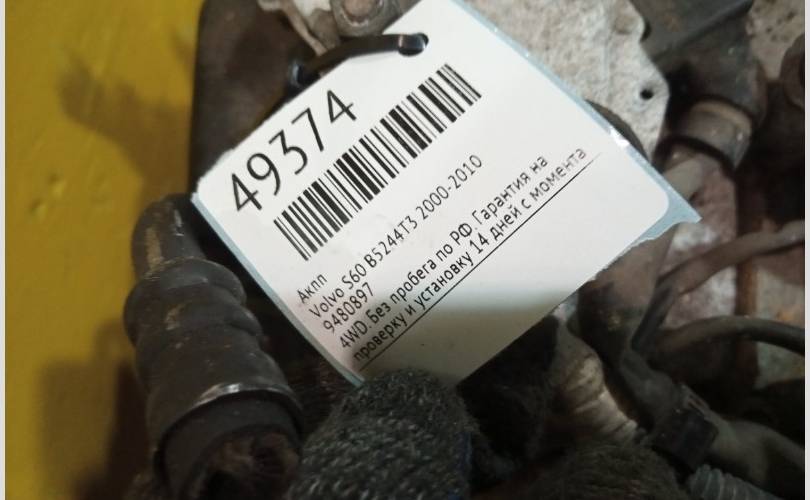 49374
Акпп
Volvo S60 B5244T3 2000-2010
9480897
4WD. Без пробега по РФ. Гарантия на
проверку и установку 14 дней с момента